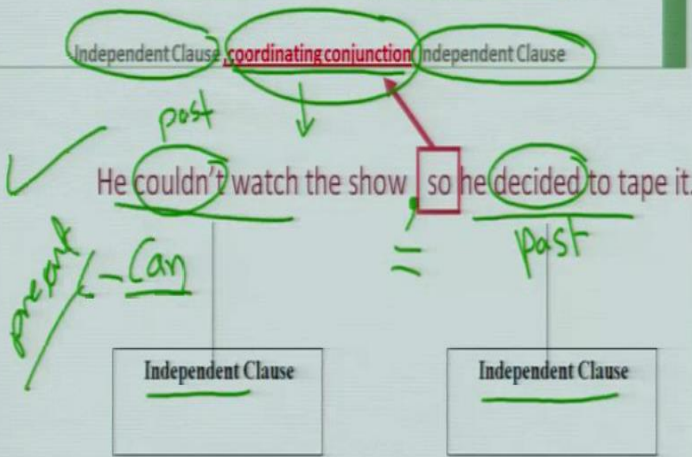 Independent Clause , coordinating conjunction Independent Clause
past
He couldn't watch the show , so he decided to tape it.
present - Can
past
Independent Clause
Independent Clause